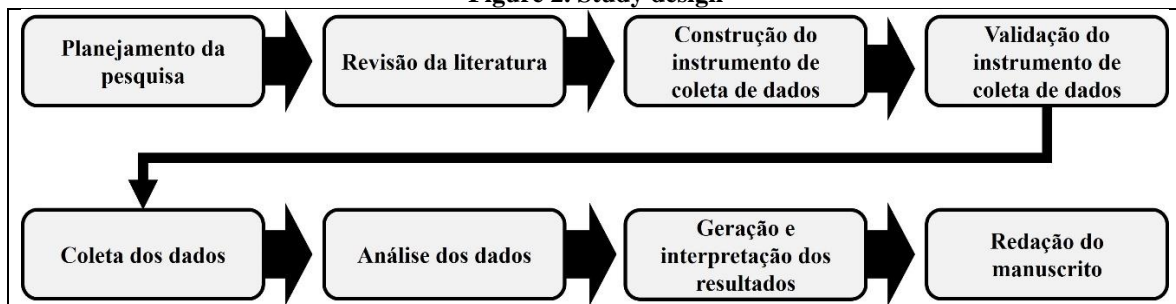 Figure 2. Study design
Planejamento da
pesquisa
Revisão da literatura
Construção do
instrumento de
coleta de dados
Validação do
instrumento de
coleta de dados
Coleta dos dados
Análise dos dados
Geração e
interpretação dos
resultados
Redação do
manuscrito